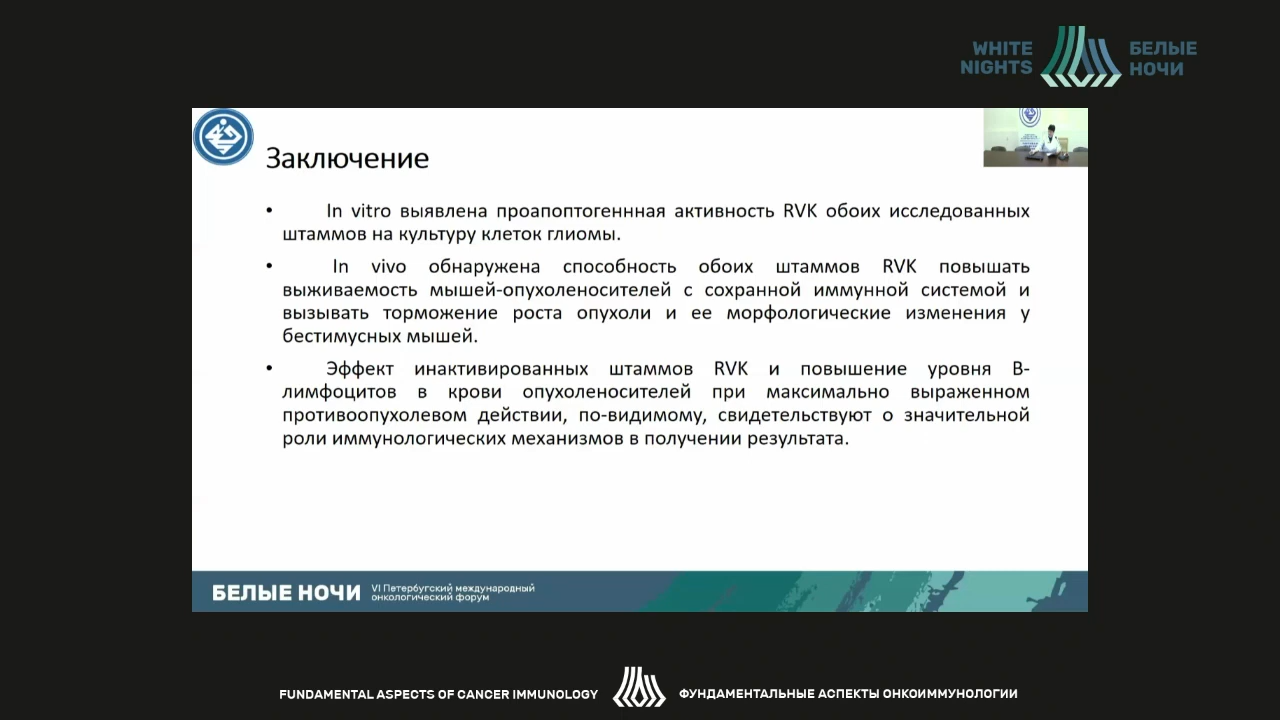 WHITE
NIGHTS
БЕЛЫЕ
НОЧИ
Заключение
• In vitro выявлена проапоптогеннная активность RVK обоих исследованных
штаммов на культуру клеток глиомы.
• In vivo обнаружена способность обоих штаммов RVK повышать
выживаемость мышей-опухоленосителей с сохранной иммунной системой и
вызывать торможение роста опухоли и ее морфологические изменения у
бестимусных мышей.
• Эффект инактивированных штаммов RVK и повышение уровня В-
лимфоцитов в крови опухоленосителей при максимально выраженном
противоопухолевом действии, по-видимому, свидетельствуют о значительной
роли иммунологических механизмов в получении результата.
БЕЛЫЕ НОЧИ
VI Петербургский международный
онкологический форум
FUNDAMENTAL ASPECTS OF CANCER IMMUNOLOGY
ФУНДАМЕНТАЛЬНЫЕ АСПЕКТЫ ОНКОИММУНОЛОГИИ